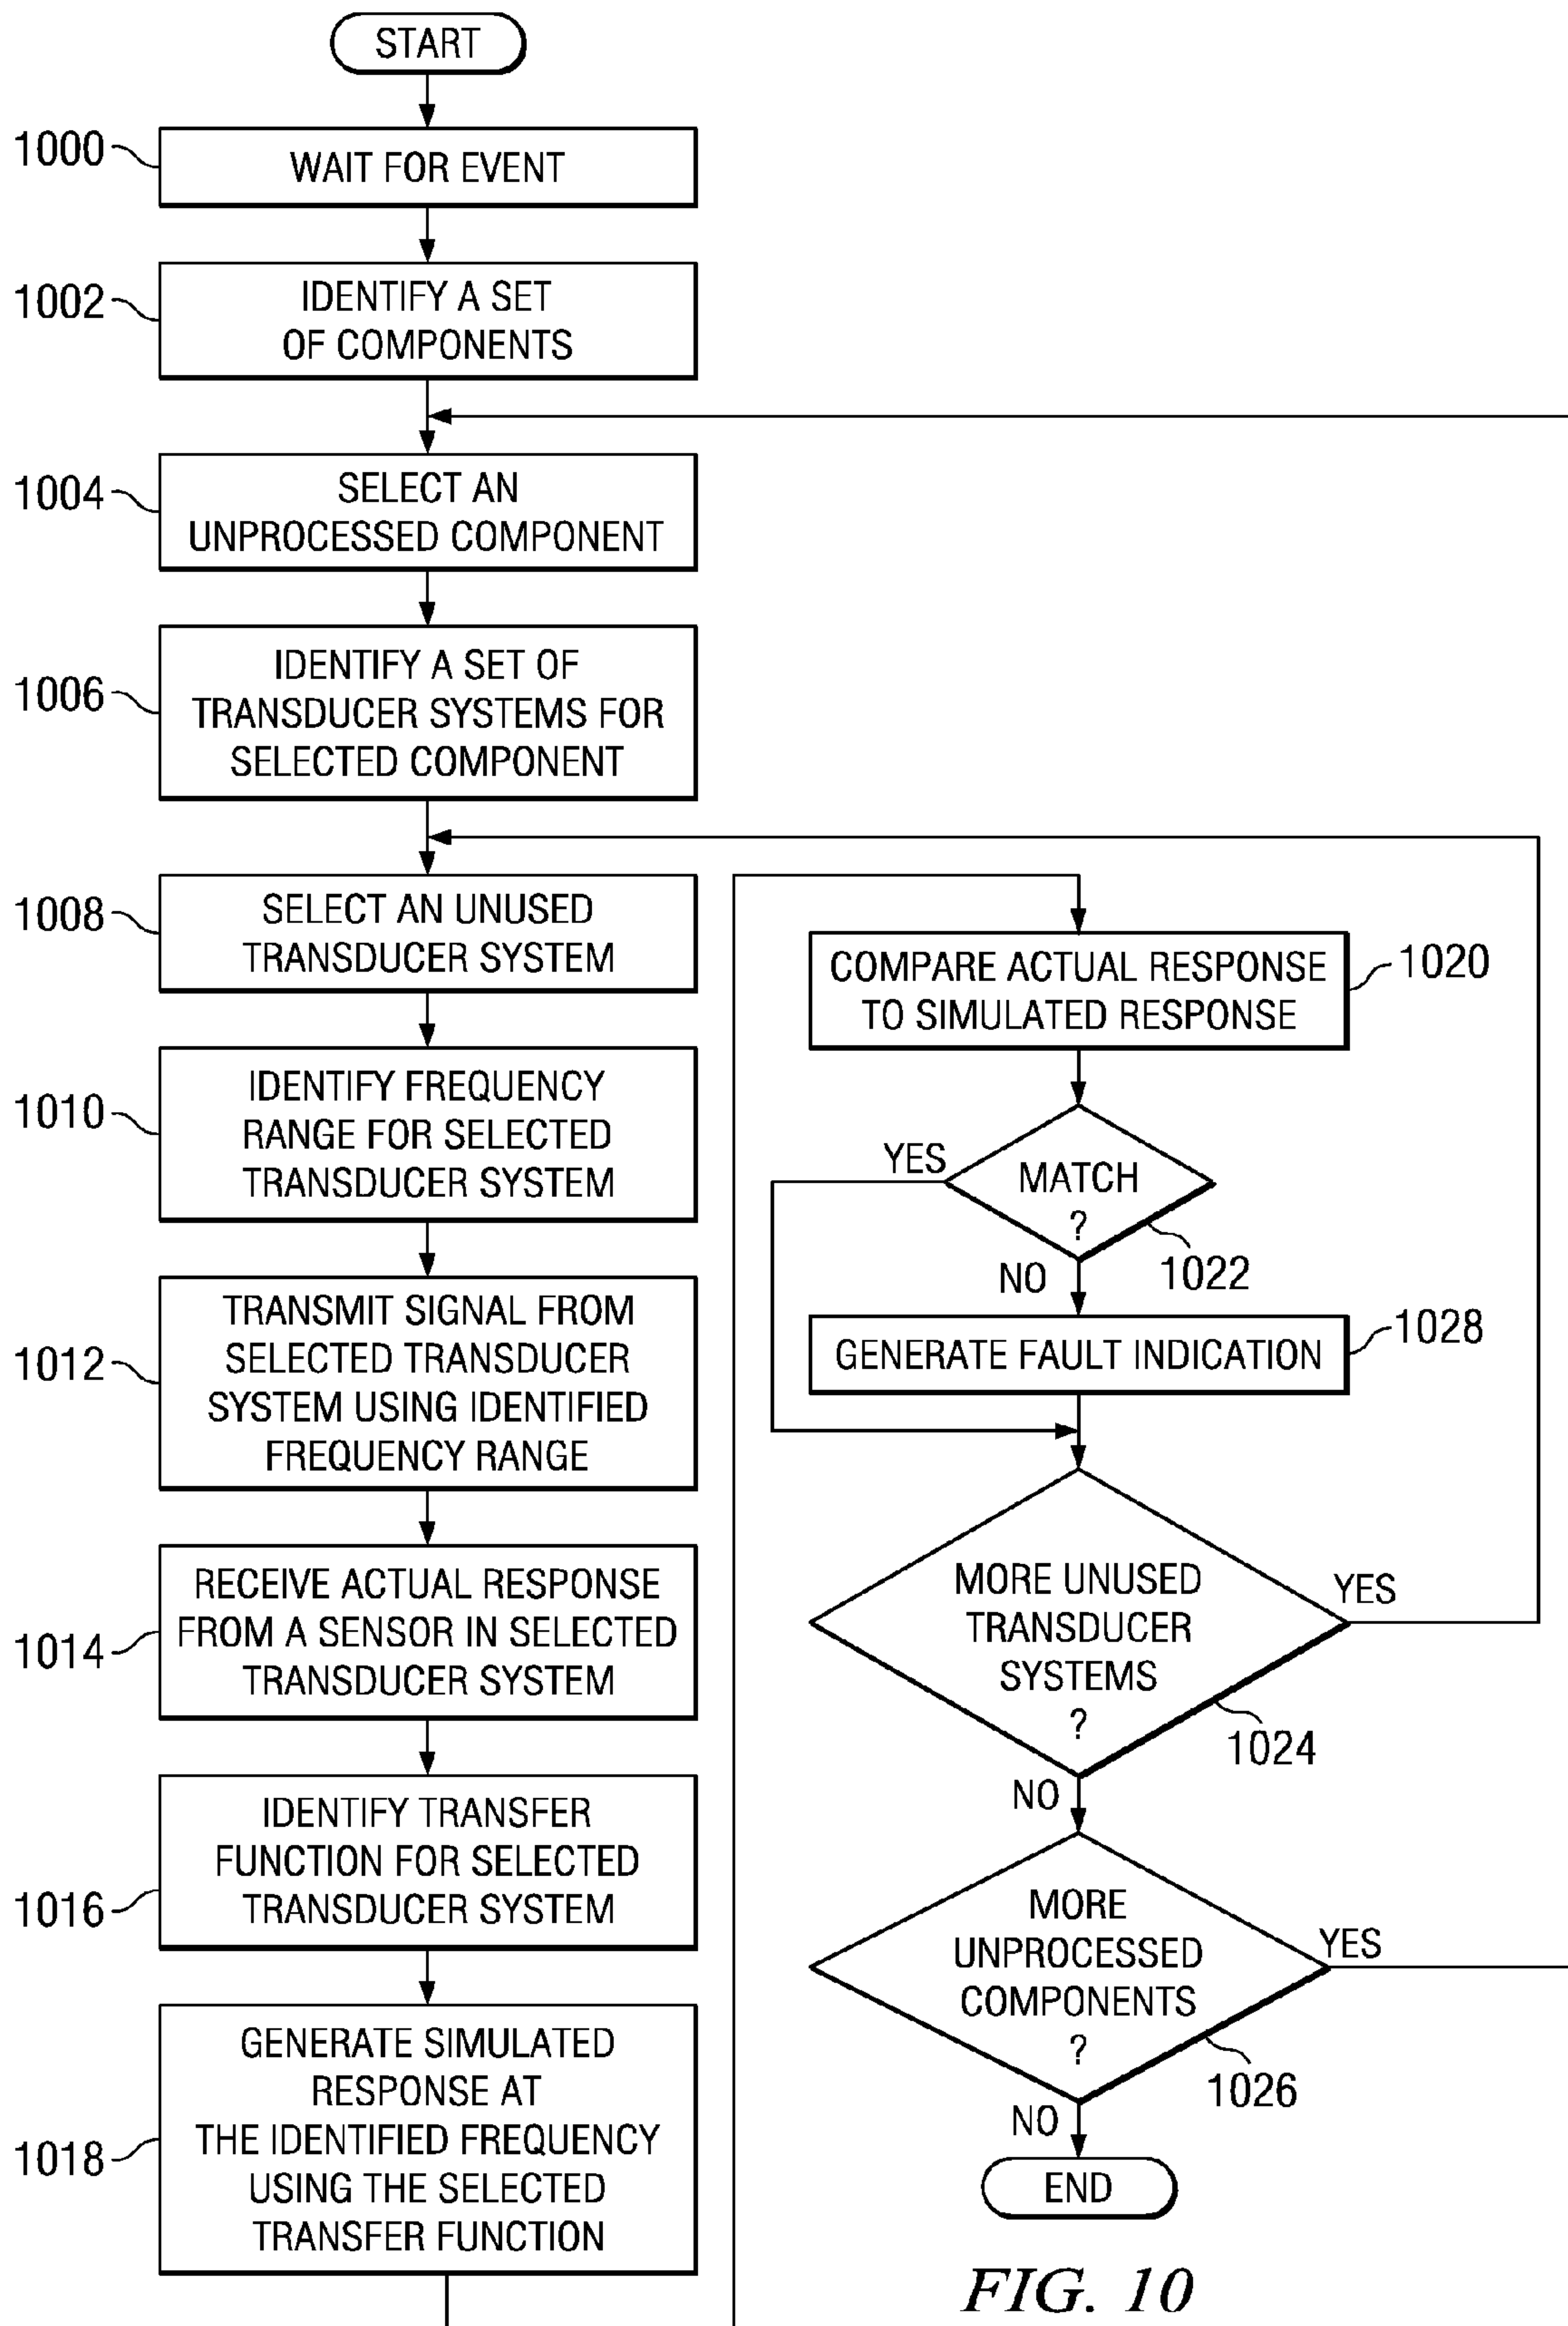 START
1000
WAIT FOR EVENT
1002
IDENTIFY A SET
OF COMPONENTS
1004
SELECT AN
UNPROCESSED COMPONENT
1006
IDENTIFY A SET OF
TRANSDUCER SYSTEMS FOR
SELECTED COMPONENT
1008
SELECT AN UNUSED
TRANSDUCER SYSTEM
1010
IDENTIFY FREQUENCY
RANGE FOR SELECTED
TRANSDUCER SYSTEM
1012
TRANSMIT SIGNAL FROM
SELECTED TRANSDUCER
SYSTEM USING IDENTIFIED
FREQUENCY RANGE
1014
RECEIVE ACTUAL RESPONSE
FROM A SENSOR IN SELECTED
TRANSDUCER SYSTEM
1016
IDENTIFY TRANSFER
FUNCTION FOR SELECTED
TRANSDUCER SYSTEM
1018
GENERATE SIMULATED
RESPONSE AT
THE IDENTIFIED FREQUENCY
USING THE SELECTED
TRANSFER FUNCTION
COMPARE ACTUAL RESPONSE
TO SIMULATED RESPONSE
1020
YES
MATCH
?
1022
NO
GENERATE FAULT INDICATION
1028
MORE UNUSED
TRANSDUCER
SYSTEMS
?
YES
1024
NO
MORE
UNPROCESSED
COMPONENTS
?
YES
1026
NO
END
FIG. 10